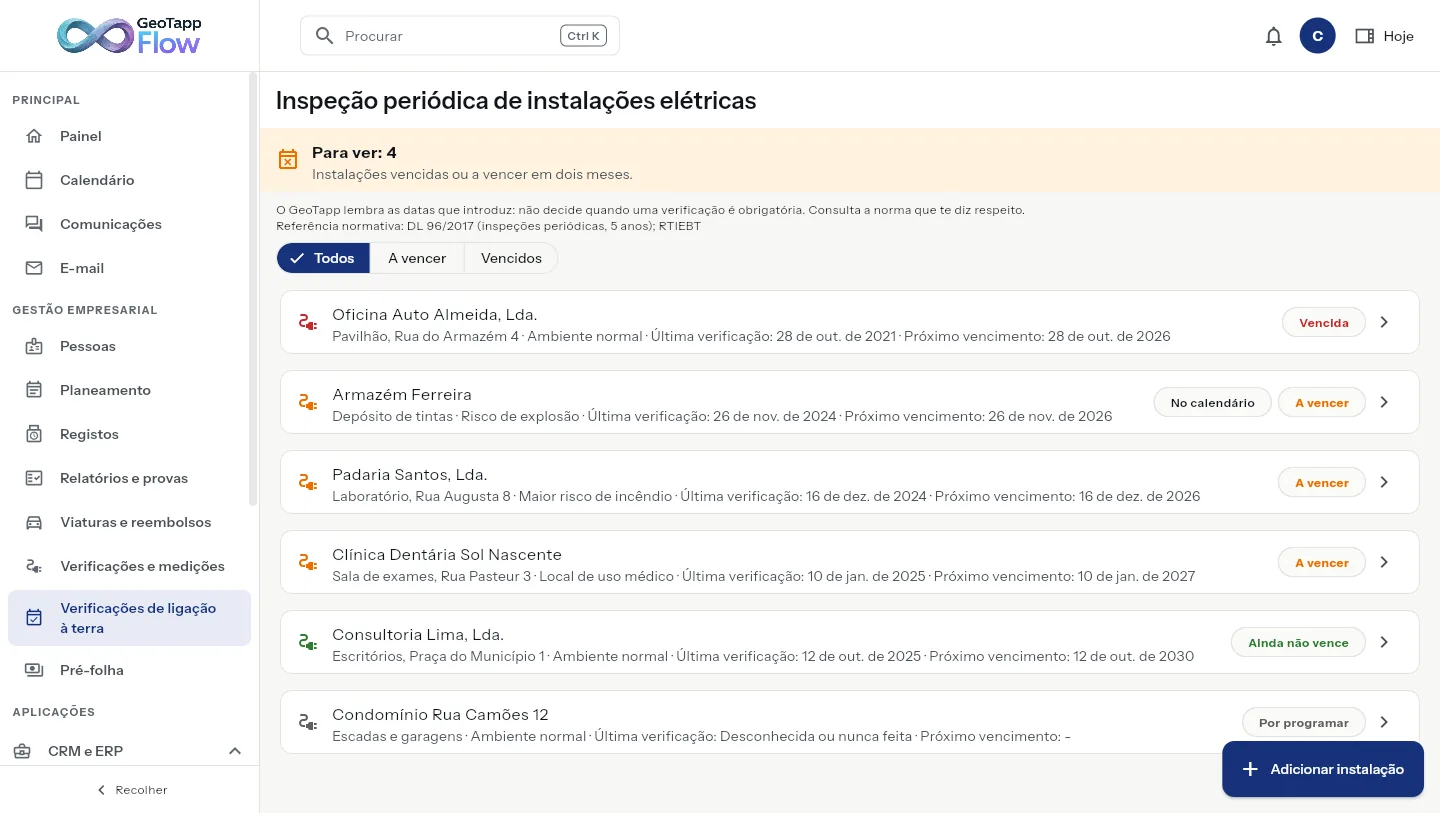 GeoTapp
Flow
Procurar
Ctrl K
C
Hoje
PRINCIPAL
Painel
Calendário
Comunicações
E-mail
GESTÃO EMPRESARIAL
Pessoas
Planeamento
Registos
Relatórios e provas
Viaturas e reembolsos
Verificações e medições
Verificações de ligação
à terra
Pré-folha
APLICAÇÕES
CRM e ERP
Recolher
Inspeção periódica de instalações elétricas
Para ver: 4
Instalações vencidas ou a vencer em dois meses.
O GeoTapp lembra as datas que introduz: não decide quando uma verificação é obrigatória. Consulta a norma que te diz respeito.
Referência normativa: DL 96/2017 (inspeções periódicas, 5 anos); RTIEBT
Todos
A vencer
Vencidos
Oficina Auto Almeida, Lda.
Pavilhão, Rua do Armazém 4 · Ambiente normal · Última verificação: 28 de out. de 2021 · Próximo vencimento: 28 de out. de 2026
Vencida
Armazém Ferreira
Depósito de tintas · Risco de explosão · Última verificação: 26 de nov. de 2024 · Próximo vencimento: 26 de nov. de 2026
No calendário
A vencer
Padaria Santos, Lda.
Laboratório, Rua Augusta 8 · Maior risco de incêndio · Última verificação: 16 de dez. de 2024 · Próximo vencimento: 16 de dez. de 2026
A vencer
Clínica Dentária Sol Nascente
Sala de exames, Rua Pasteur 3 · Local de uso médico · Última verificação: 10 de jan. de 2025 · Próximo vencimento: 10 de jan. de 2027
A vencer
Consultoria Lima, Lda.
Escritórios, Praça do Município 1 · Ambiente normal · Última verificação: 12 de out. de 2025 · Próximo vencimento: 12 de out. de 2030
Ainda não vence
Condomínio Rua Camões 12
Escadas e garagens · Ambiente normal · Última verificação: Desconhecida ou nunca feita · Próximo vencimento: -
Por programar
Adicionar instalação